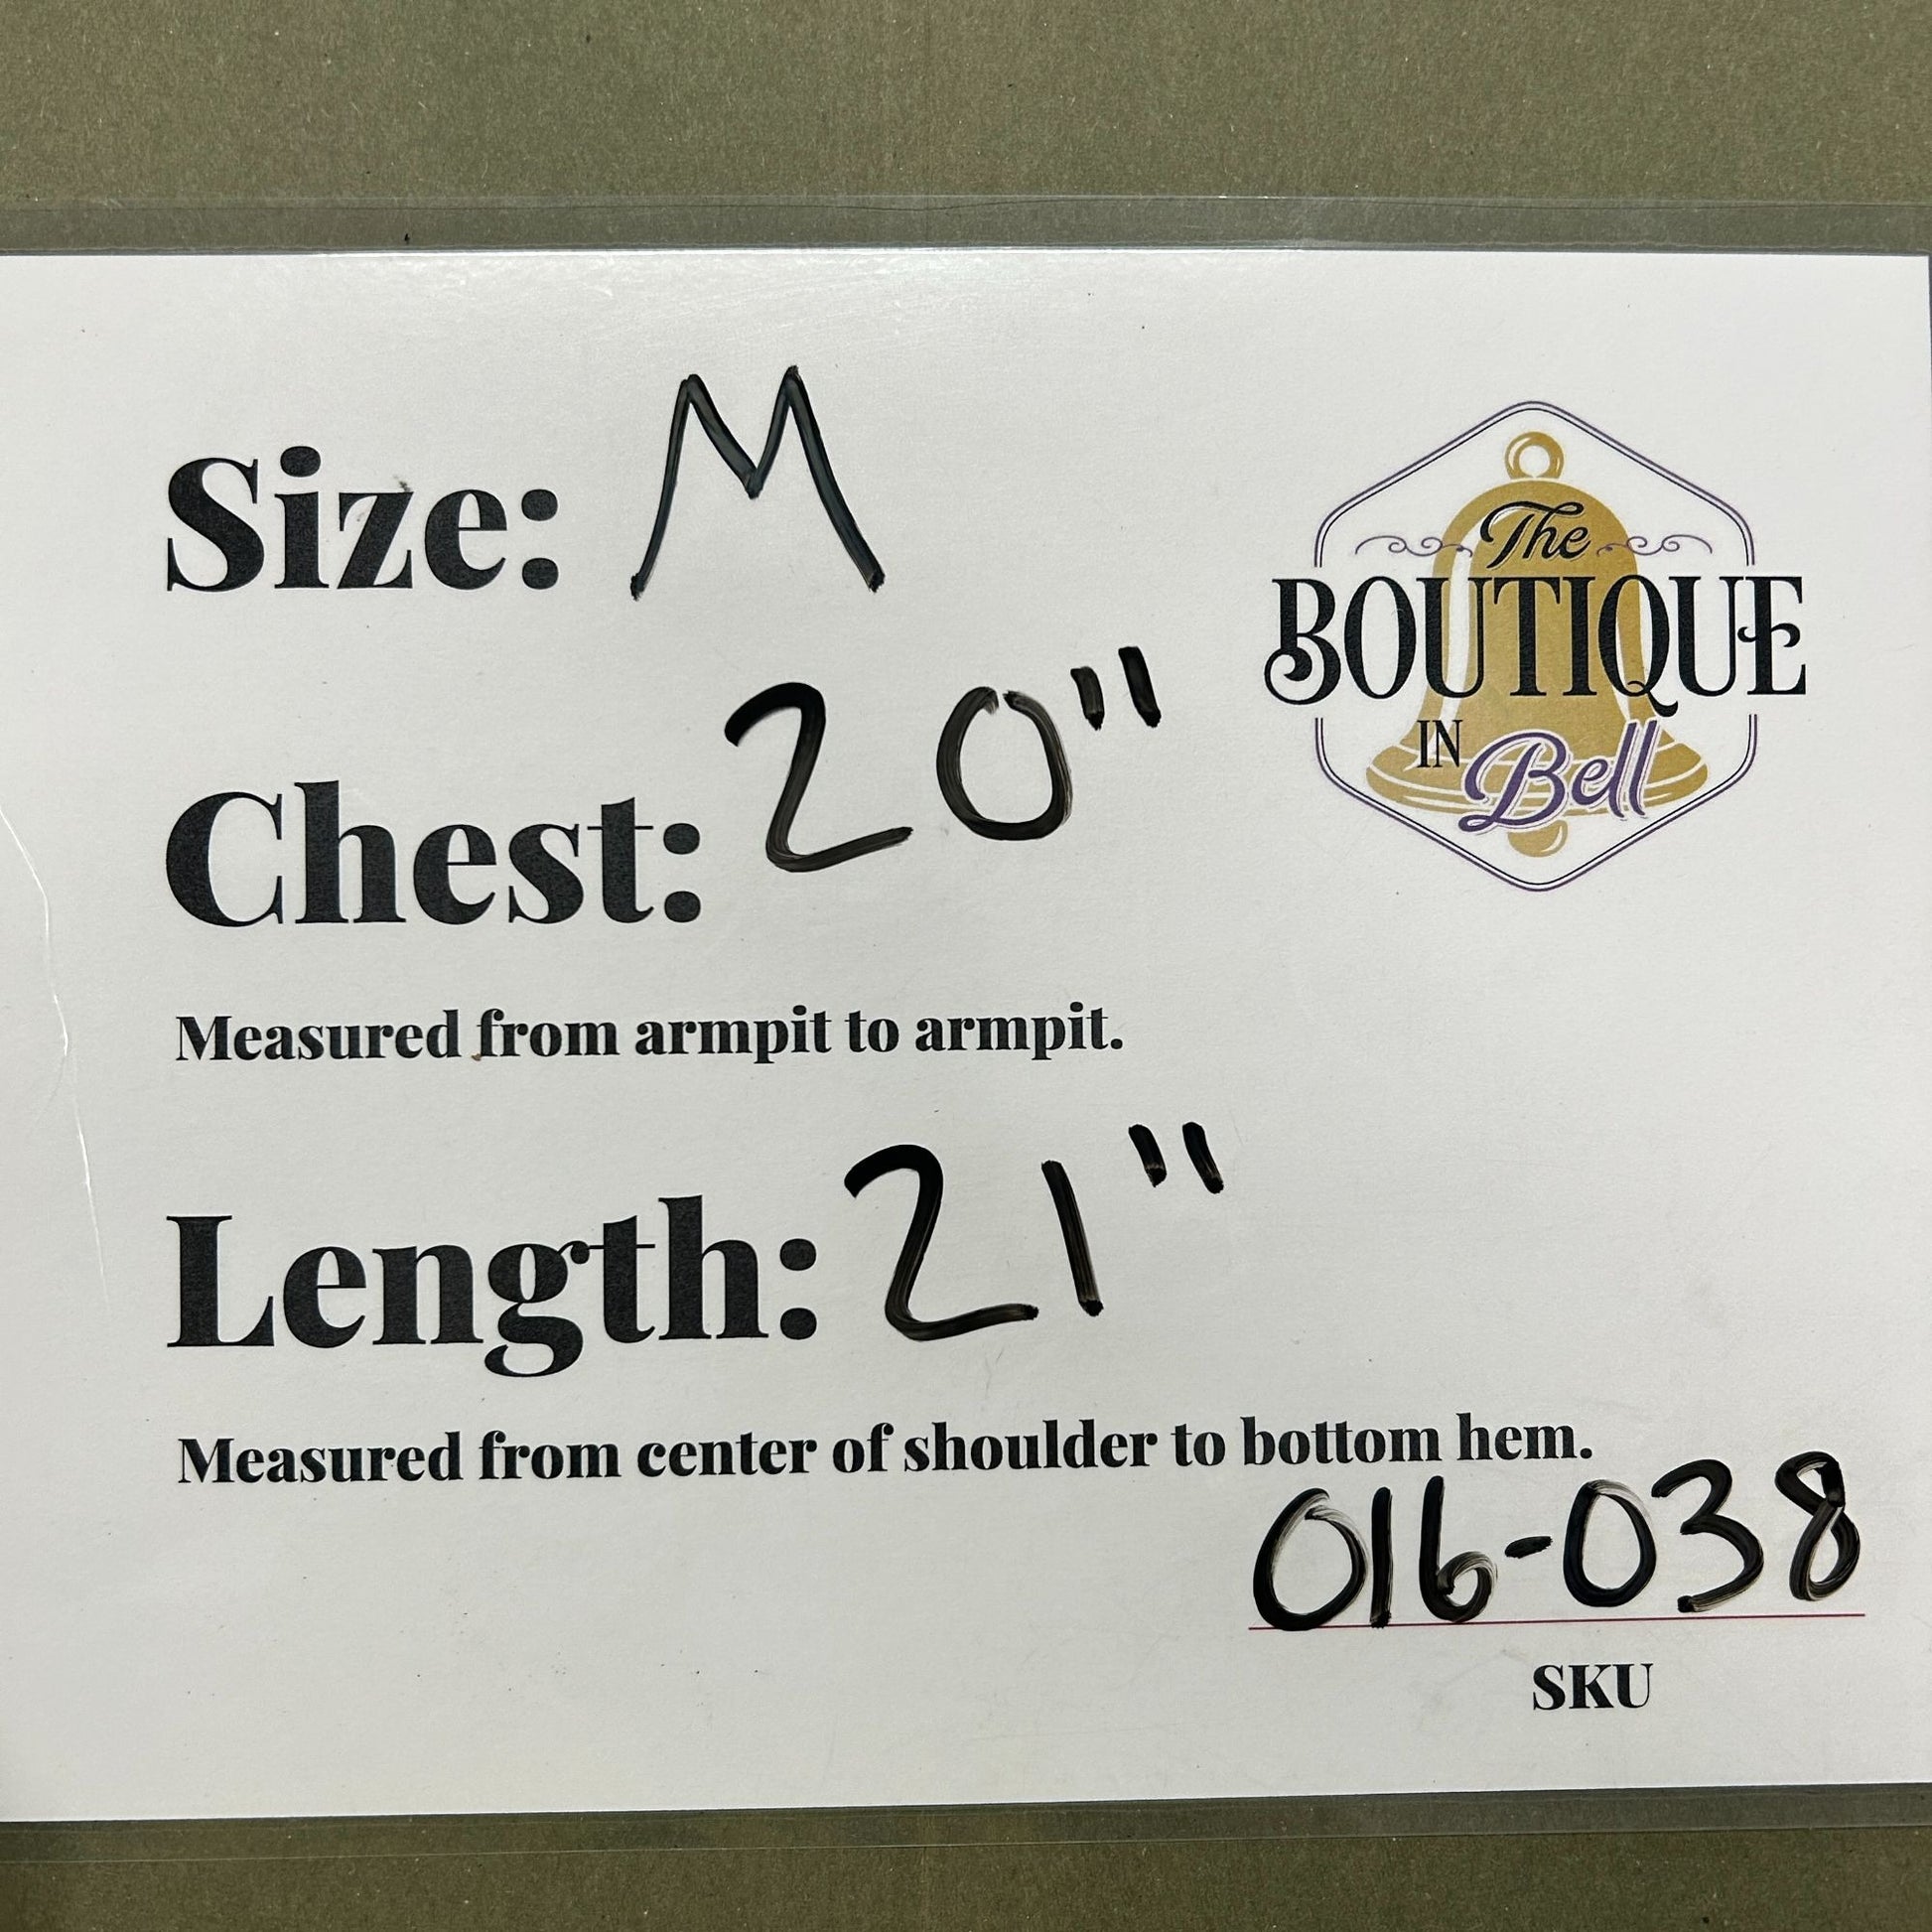 Size: M
The
BOUTIQUE
IN Bell
Chest: 20"
Measured from armpit to armpit.
Length: 21"
Measured from center of shoulder to bottom hem.
016-038
SKU